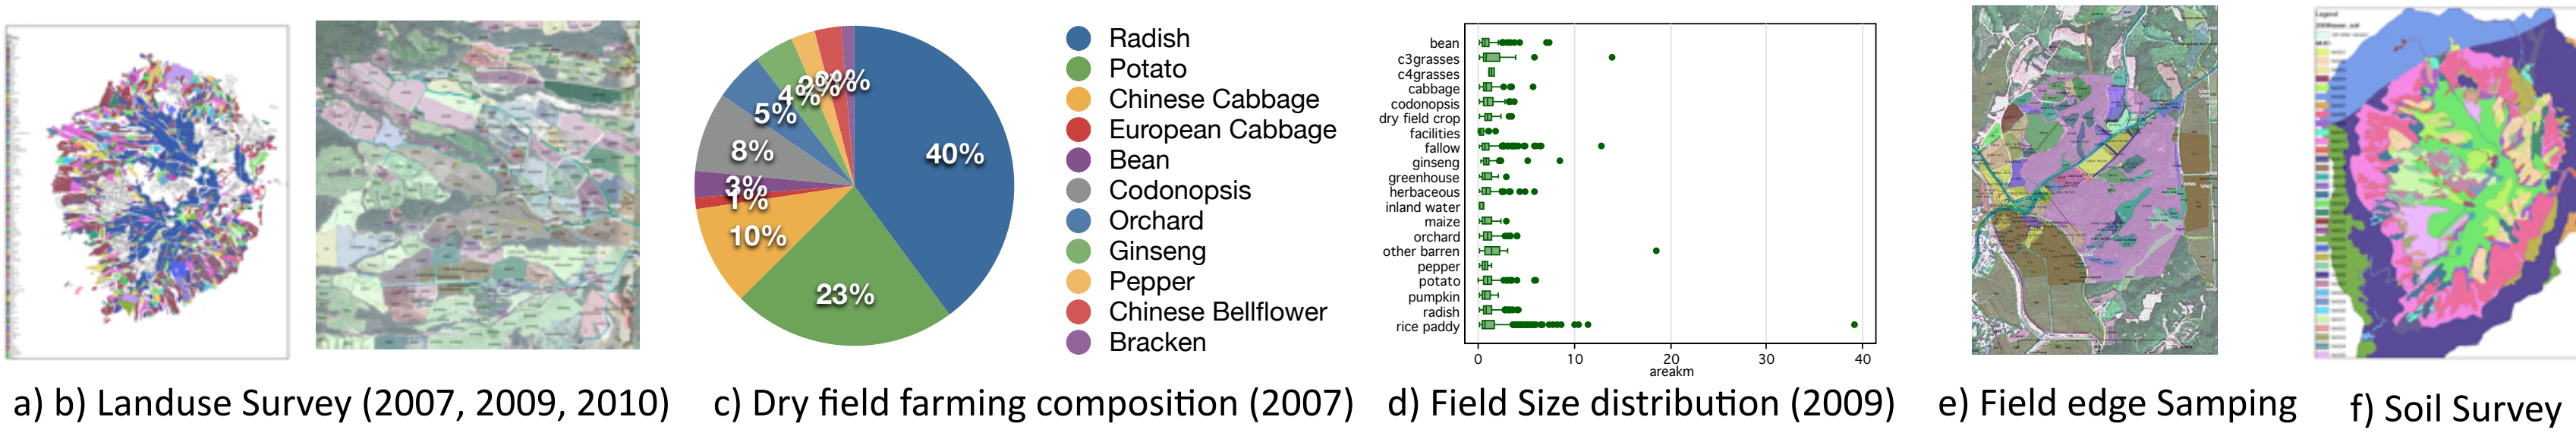 40%
23%
10%
1%
3%
8%
5%
4%
2%
Radish
Potato
Chinese Cabbage
European Cabbage
Bean
Codonopsis
Orchard
Ginseng
Pepper
Chinese Bellflower
Bracken
bean
c3grasses
c4grasses
cabbage
codonopsis
dry field crop
facilities
fallow
ginseng
greenhouse
herbaceous
inland water
maize
orchard
other barren
pepper
potato
pumpkin
radish
rice paddy
0 10 20 30 40
areakm
Legend
a) b) Landuse Survey (2007, 2009, 2010)
c) Dry field farming composition (2007)
d) Field Size distribution (2009)
e) Field edge Samping
f) Soil Survey